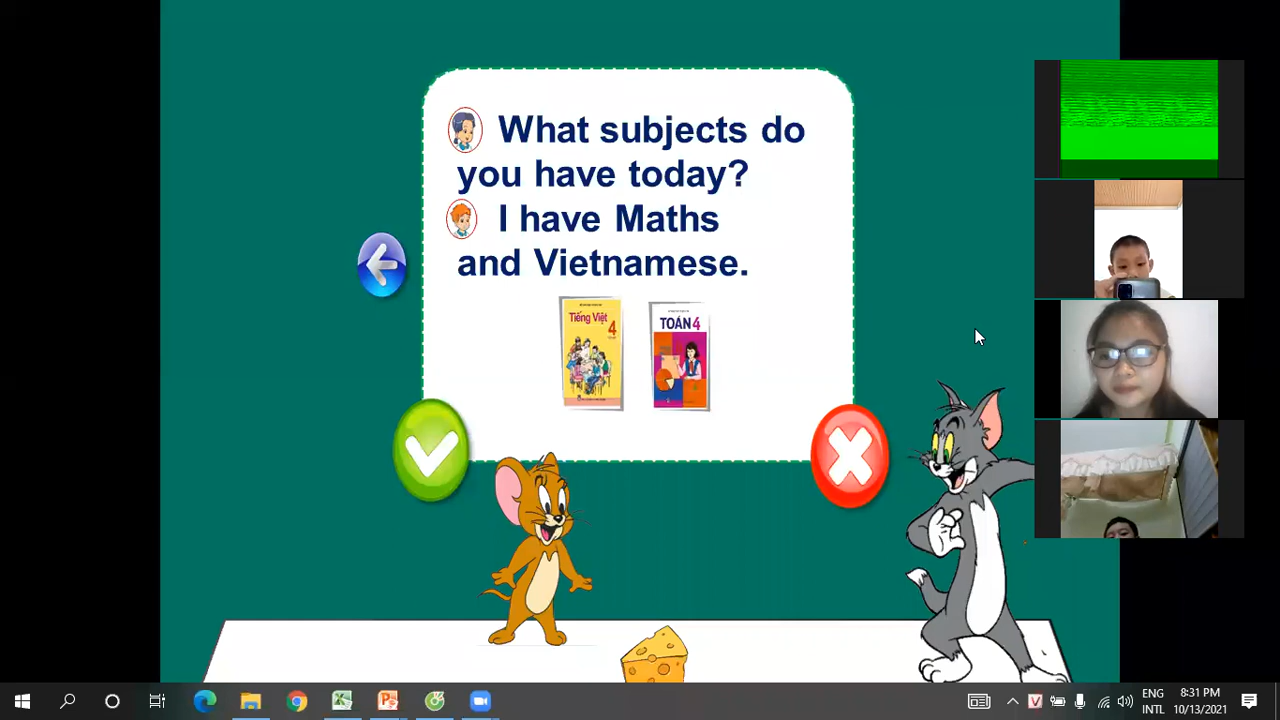 What subjects do
you have today?
I have Maths
and Vietnamese.
Tiếng Việt
4
TOÁN 4
ENG
INTL
8:31 PM
10/13/2021